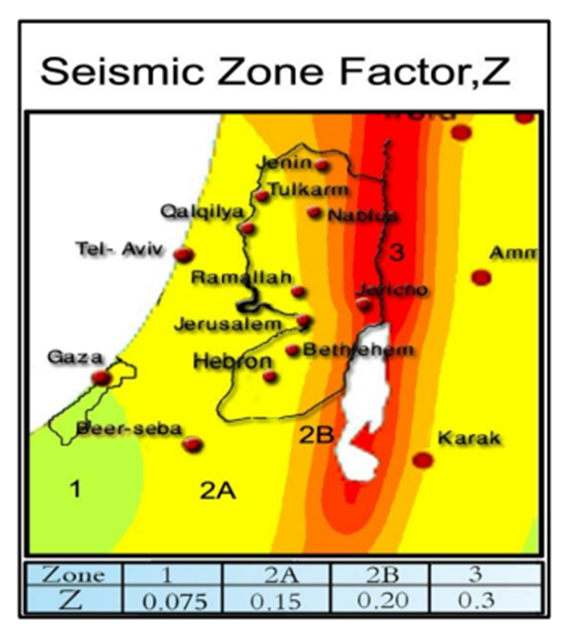 Seismic Zone Factor,Z
Jenin
Tulkarm
Qalqilya
Nablus
Tel- Aviv
3
Amm
Ramallah
Jericho
Jerusalem
Bethlehem
Gaza
Hebron
Beer-seba
2B
Karak
1
2A
Zone 1 2A 2B 3
Z 0.075 0.15 0.20 0.3